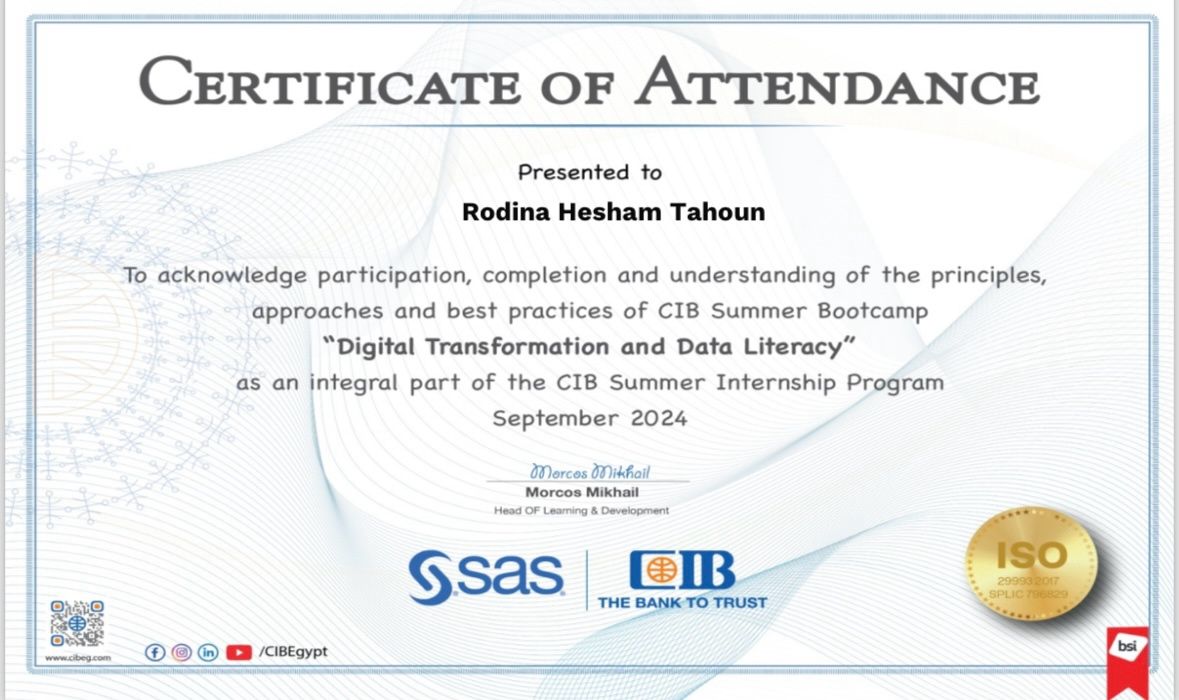 CERTIFICATE OF ATTENDANCE
Presented to
Rodina Hesham Tahoun
To acknowledge participation, completion and understanding of the principles,
approaches and best practices of CIB Summer Bootcamp
“Digital Transformation and Data Literacy”
as an integral part of the CIB Summer Internship Program
September 2024
Morcos Mikhail
Morcos Mikhail
Head OF Learning & Development
sas
CIB
THE BANK TO TRUST
ISO
29993:2017
SPLIC 796829
www.cibeg.com
/CIBEgypt
bsi